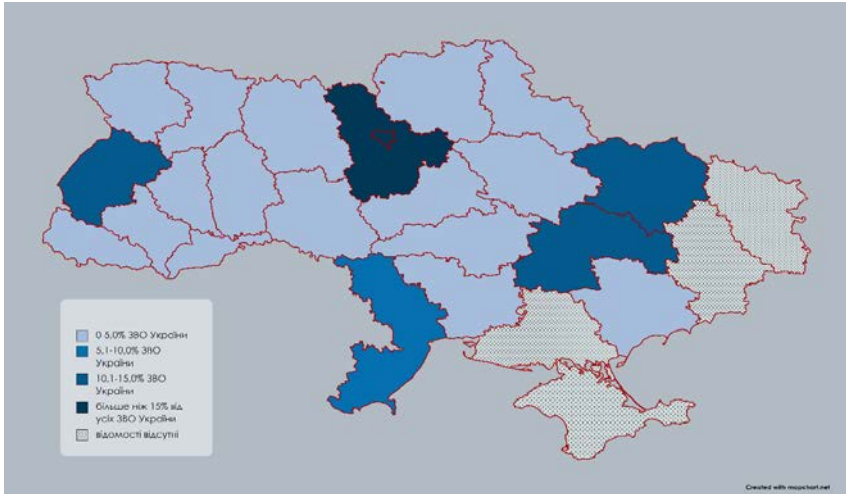 0-5,0% ЗВО України
5,1-10,0% ЗВО
України
10,1-15,0% ЗВО
України
більше ніж 15% від
усіх ЗВО України
відомості відсутні
Created with mapchart.net